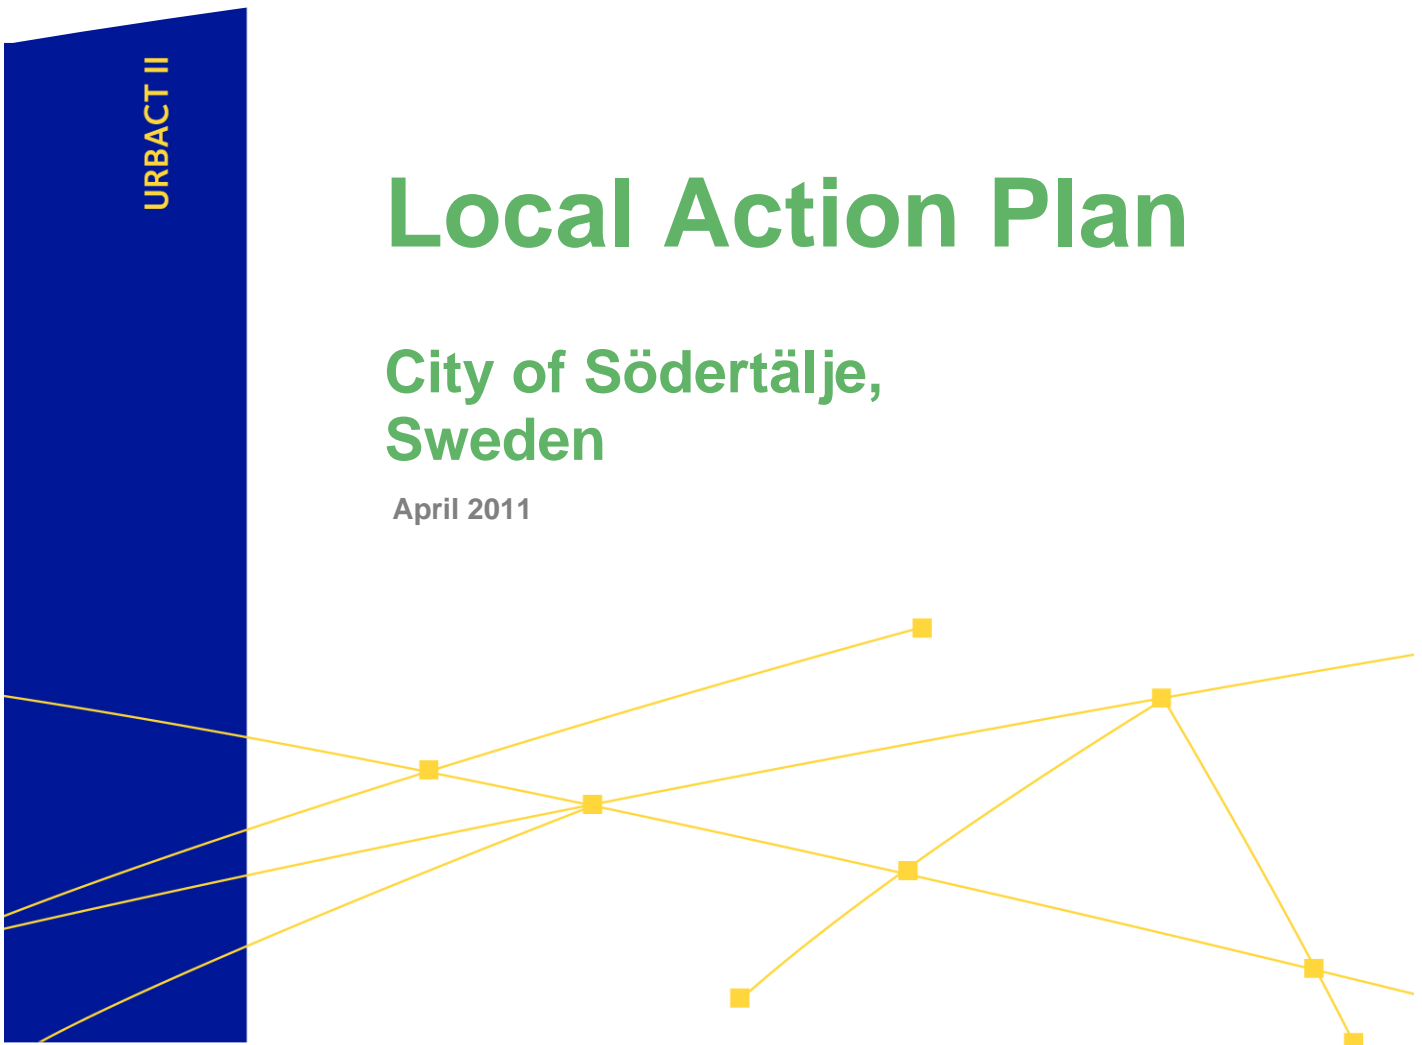 URBACT II
Local Action Plan
City of Södertälje,
Sweden
April 2011